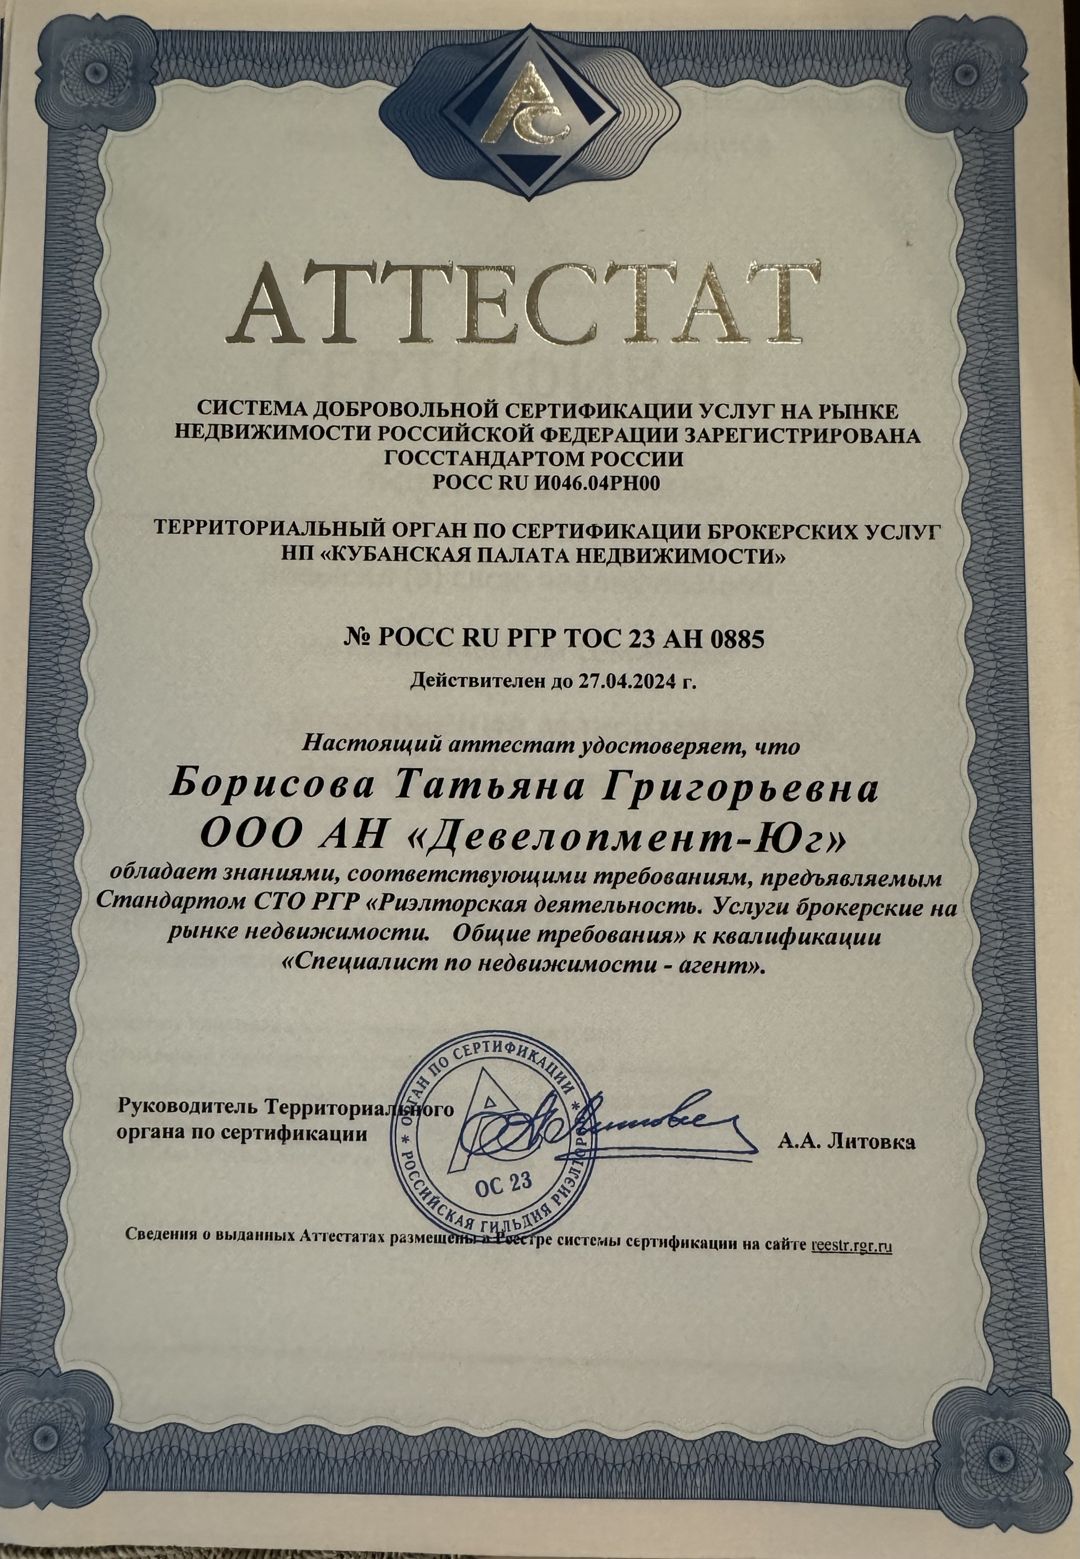 АТТЕСТАТ
СИСТЕМА ДОБРОВОЛЬНОЙ СЕРТИФИКАЦИИ УСЛУГ НА РЫНКЕ
НЕДВИЖИМОСТИ РОССИЙСКОЙ ФЕДЕРАЦИИ ЗАРЕГИСТРИРОВАНА
ГОССТАНДАРТОМ РОССИИ
РОСС RU И046.04РН00
ТЕРРИТОРИАЛЬНЫЙ ОРГАН ПО СЕРТИФИКАЦИИ БРОКЕРСКИХ УСЛУГ
НП «КУБАНСКАЯ ПАЛАТА НЕДВИЖИМОСТИ»
№ РОСС RU РГР ТОС 23 АН 0885
Действителен до 27.04.2024 г.
Настоящий аттестат удостоверяет, что
Борисова Татьяна Григорьевна
ООО АН «Девелопмент-Юг»
обладает знаниями, соответствующими требованиям, предъявляемым
Стандартом СТО РГР «Риэлторская деятельность. Услуги брокерские на
рынке недвижимости. Общие требования» к квалификации
«Специалист по недвижимости - агент».
Руководитель Территориального
органа по сертификации
А.А. Литовка
ОРГАН ПО СЕРТИФИКАЦИИ * РОССИЙСКАЯ ГИЛЬДИЯ РИЭЛТОРОВ *
ОС 23
Сведения о выданных Аттестатах размещены в Реестре системы сертификации на сайте reestr.rgr.ru